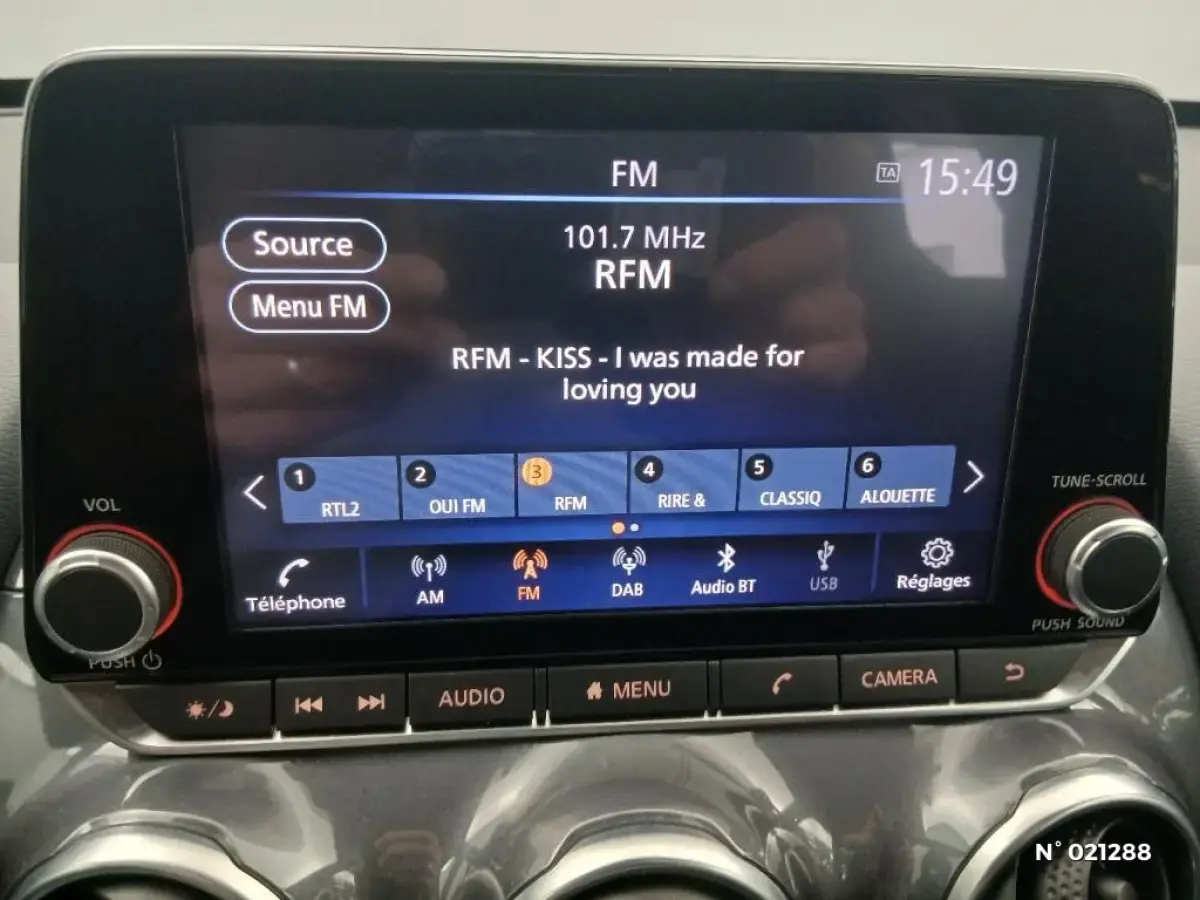 FM
TA 15:49
Source
101.7 MHz
RFM
Menu FM
RFM - KISS - I was made for
loving you
1 RTL2
2 OUI FM
3 RFM
4 RIRE &
5 CLASSIQ
6 ALOUETTE
VOL
TUNE·SCROLL
Téléphone
AM
FM
DAB
Audio BT
USB
Réglages
PUSH
PUSH SOUND
AUDIO
MENU
CAMERA
N° 021288